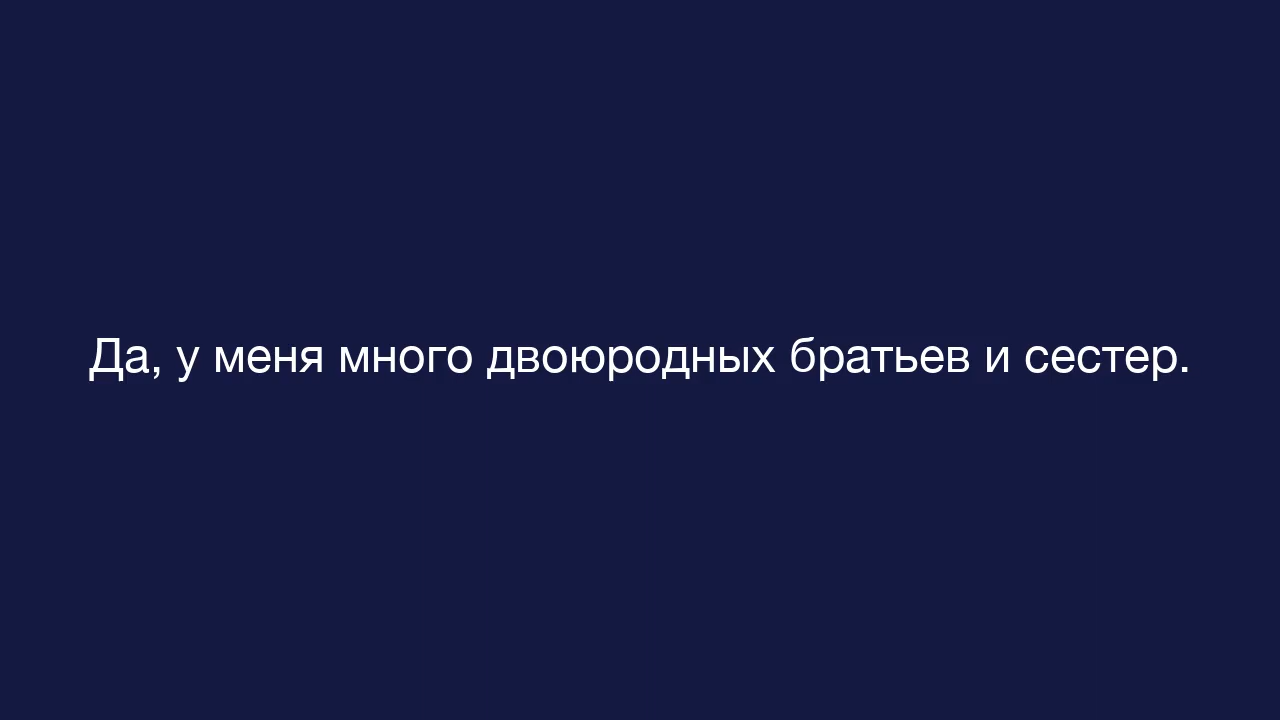 Да, у меня много двоюродных братьев и сестер.